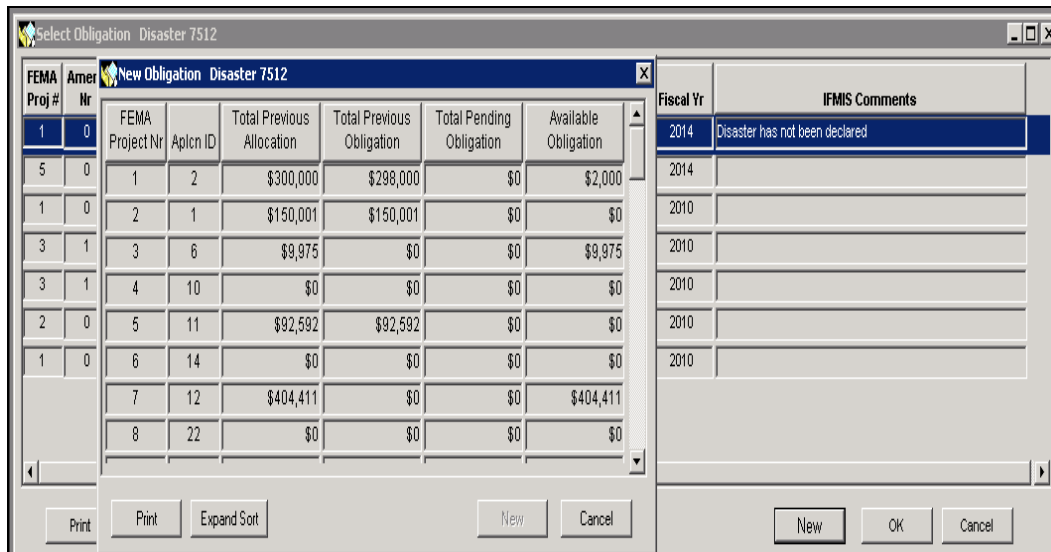 Select Obligation Disaster 7512
FEMA Proj # Amer Nr Fiscal Yr IFMIS Comments
1 0 2014 Disaster has not been declared
5 0 2014
1 0 2010
3 1 2010
3 1 2010
2 0 2010
1 0 2010
Print New OK Cancel
New Obligation Disaster 7512
FEMA Project Nr Aplcn ID Total Previous Allocation Total Previous Obligation Total Pending Obligation Available Obligation
1 2 $300,000 $298,000 $0 $2,000
2 1 $150,001 $150,001 $0 $0
3 6 $9,975 $0 $0 $9,975
4 10 $0 $0 $0 $0
5 11 $92,592 $92,592 $0 $0
6 14 $0 $0 $0 $0
7 12 $404,411 $0 $0 $404,411
8 22 $0 $0 $0 $0
Print Expand Sort New Cancel